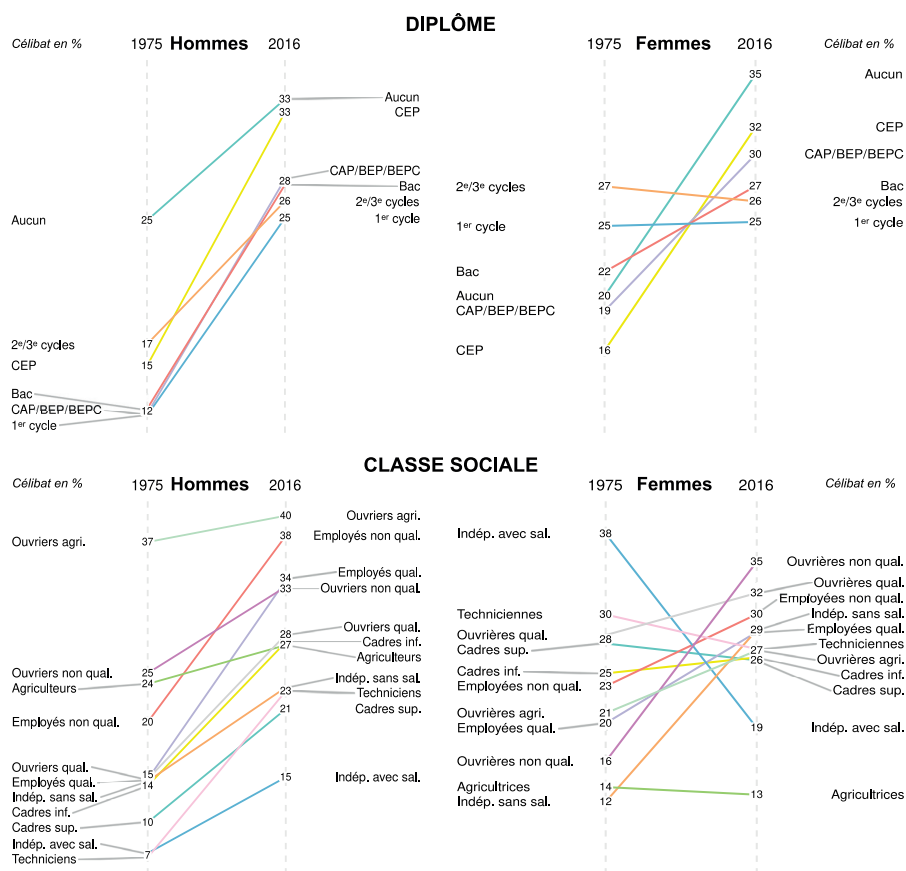 DIPLÔME
Célibat en %
1975 Hommes 2016
33 Aucun
33 CEP
28 CAP/BEP/BEPC
Bac
26 2e/3e cycles
25 1er cycle
Aucun 25
2e/3e cycles 17
CEP 15
Bac
CAP/BEP/BEPC 12
1er cycle
1975 Femmes 2016
Célibat en %
35 Aucun
32 CEP
30 CAP/BEP/BEPC
27 Bac
26 2e/3e cycles
25 1er cycle
2e/3e cycles 27
1er cycle 25
Bac 22
Aucun 20
CAP/BEP/BEPC 19
CEP 16
CLASSE SOCIALE
Célibat en %
1975 Hommes 2016
40 Ouvriers agri.
38 Employés non qual.
34 Employés qual.
33 Ouvriers non qual.
28 Ouvriers qual.
Cadres inf.
27 Agriculteurs
Indép. sans sal.
23 Techniciens
21 Cadres sup.
15 Indép. avec sal.
Ouvriers agri. 37
Ouvriers non qual. 25
Agriculteurs 24
Employés non qual. 20
Ouvriers qual. 15
Employés qual. 14
Indép. sans sal.
Cadres inf.
Cadres sup. 10
Indép. avec sal. 7
Techniciens
1975 Femmes 2016
Célibat en %
35 Ouvrières non qual.
32 Ouvrières qual.
30 Employées non qual.
29 Indép. sans sal.
Employées qual.
27 Techniciennes
26 Ouvrières agri.
Cadres inf.
Cadres sup.
19 Indép. avec sal.
13 Agricultrices
Indép. avec sal. 38
Techniciennes 30
Ouvrières qual. 28
Cadres sup.
Cadres inf. 25
Employées non qual. 23
Ouvrières agri. 21
Employées qual. 20
Ouvrières non qual. 16
Agricultrices 14
Indép. sans sal. 12